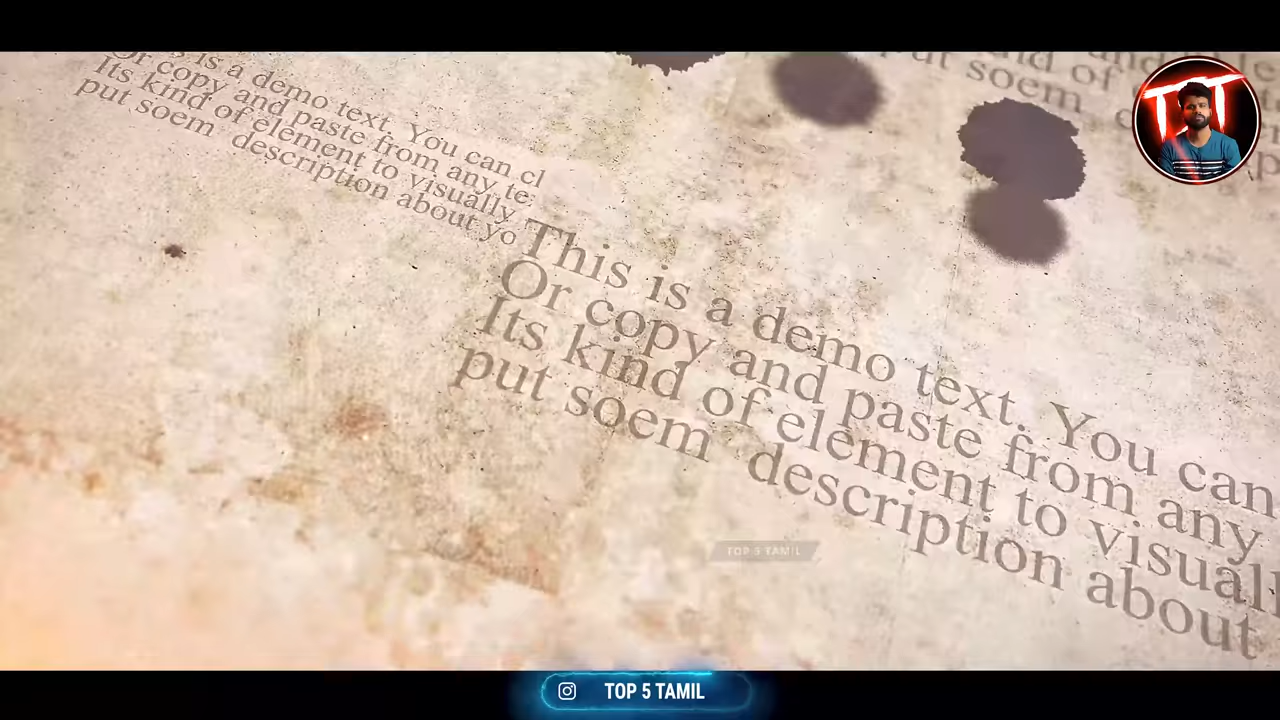 s is a demo text. You can cl
Or copy and paste from any te
Its kind of element to visually
put soem description about yo
put soem
This is a demo text. You can
Or copy and paste from any
Its kind of element to visuall
put soem description about
TOP 5 TAMIL
TOP 5 TAMIL